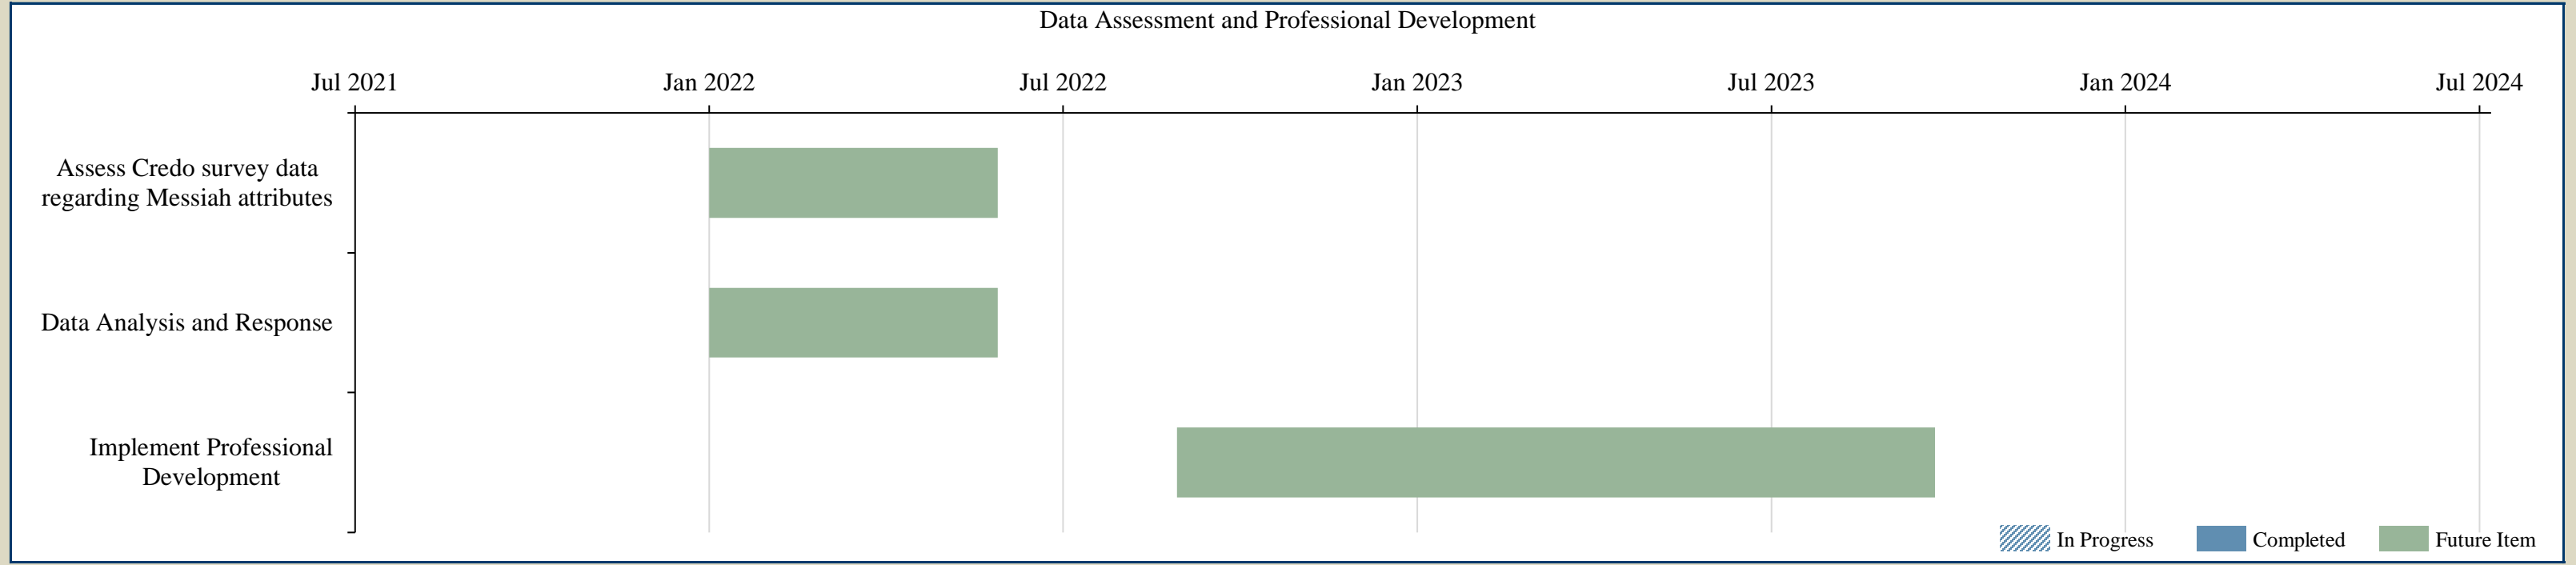 Data Assessment and Professional Development
Jul 2021 Jan 2022 Jul 2022 Jan 2023 Jul 2023 Jan 2024 Jul 2024
Assess Credo survey data
regarding Messiah attributes
Data Analysis and Response
Implement Professional
Development
In Progress Completed Future Item